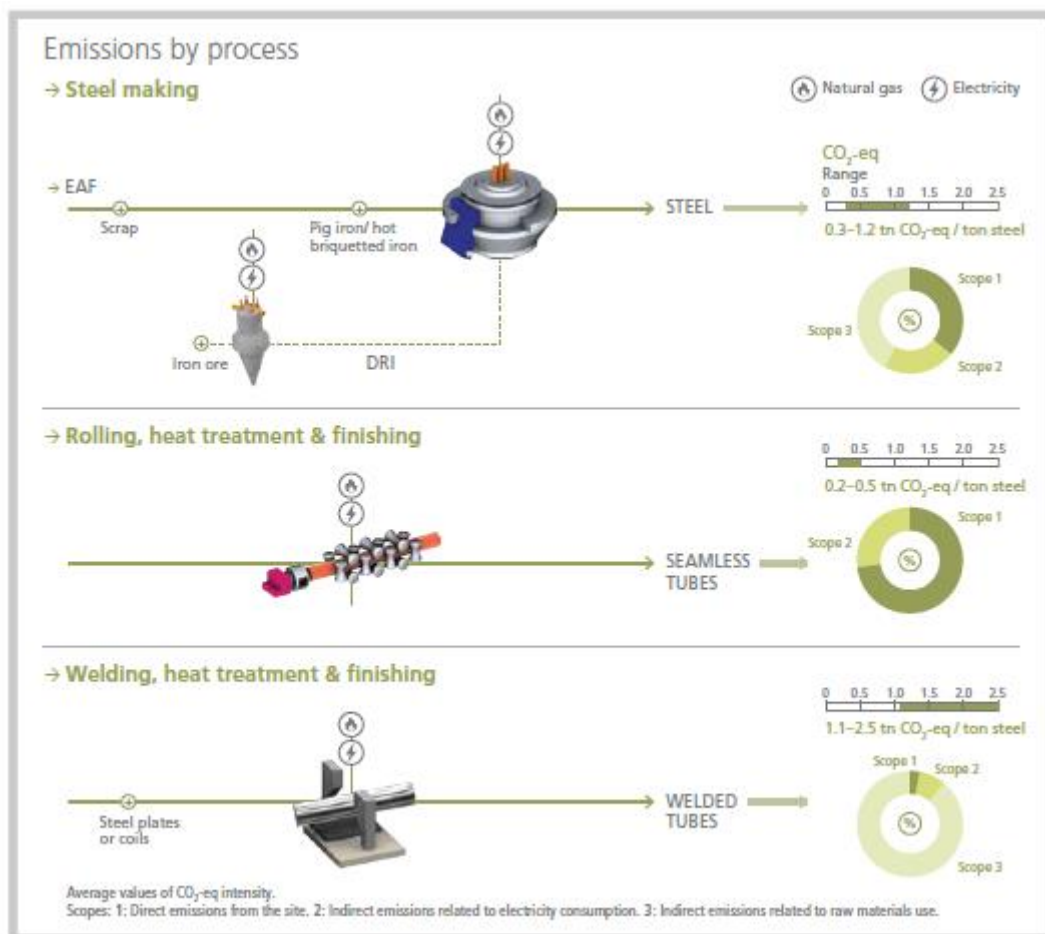 Emissions by process
→ Steel making
Natural gas
Electricity
CO₂-eq
Range
0 0.5 1.0 1.5 2.0 2.5
→ EAF
STEEL
Scrap
Pig iron/ hot
briquetted iron
0.3–1.2 tn CO₂-eq / ton steel
Scope 1
%
Scope 3
Scope 2
Iron ore
DRI
→ Rolling, heat treatment & finishing
0 0.5 1.0 1.5 2.0 2.5
0.2–0.5 tn CO₂-eq / ton steel
Scope 1
Scope 2
%
SEAMLESS
TUBES
→ Welding, heat treatment & finishing
0 0.5 1.0 1.5 2.0 2.5
1.1–2.5 tn CO₂-eq / ton steel
Scope 1
Scope 2
%
Scope 3
WELDED
TUBES
Steel plates
or coils
Average values of CO₂-eq intensity.
Scopes: 1: Direct emissions from the site. 2: Indirect emissions related to electricity consumption. 3: Indirect emissions related to raw materials use.